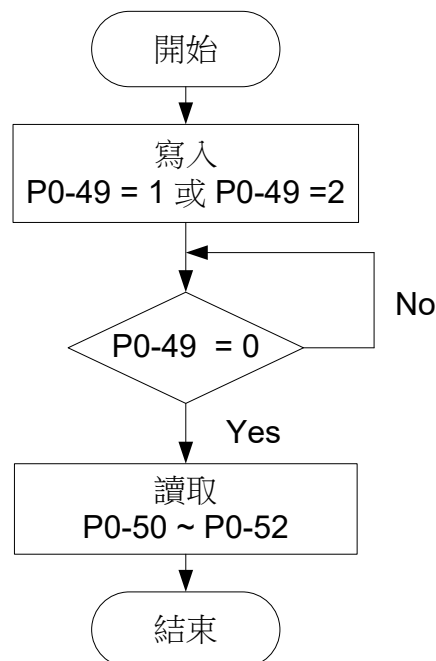 開始
寫入
P0-49 = 1 或 P0-49 =2
No
P0-49 = 0
Yes
讀取
P0-50 ~ P0-52
結束